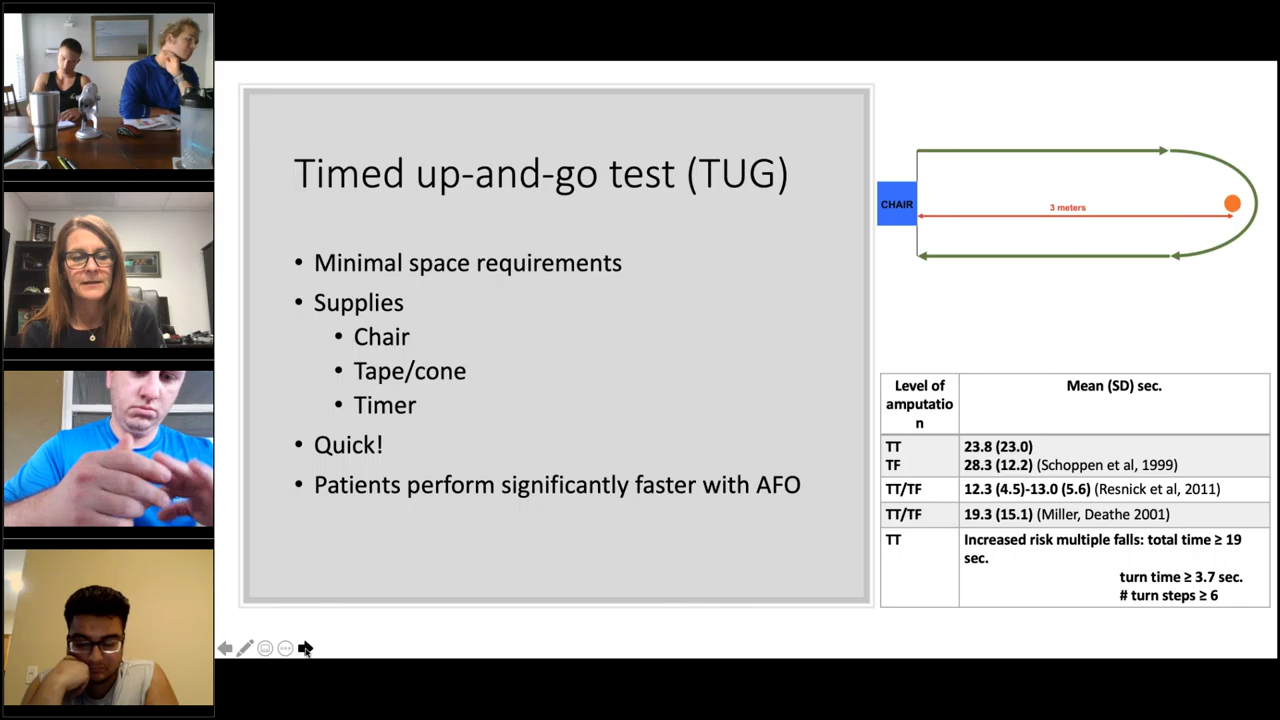 Timed up-and-go test (TUG)
• Minimal space requirements
• Supplies
• Chair
• Tape/cone
• Timer
• Quick!
• Patients perform significantly faster with AFO
CHAIR
3 meters
Level of amputatio n Mean (SD) sec.
TT 23.8 (23.0)
TF 28.3 (12.2) (Schoppen et al, 1999)
TT/TF 12.3 (4.5)-13.0 (5.6) (Resnick et al, 2011)
TT/TF 19.3 (15.1) (Miller, Deathe 2001)
TT Increased risk multiple falls: total time ≥ 19
sec.
turn time ≥ 3.7 sec.
# turn steps ≥ 6